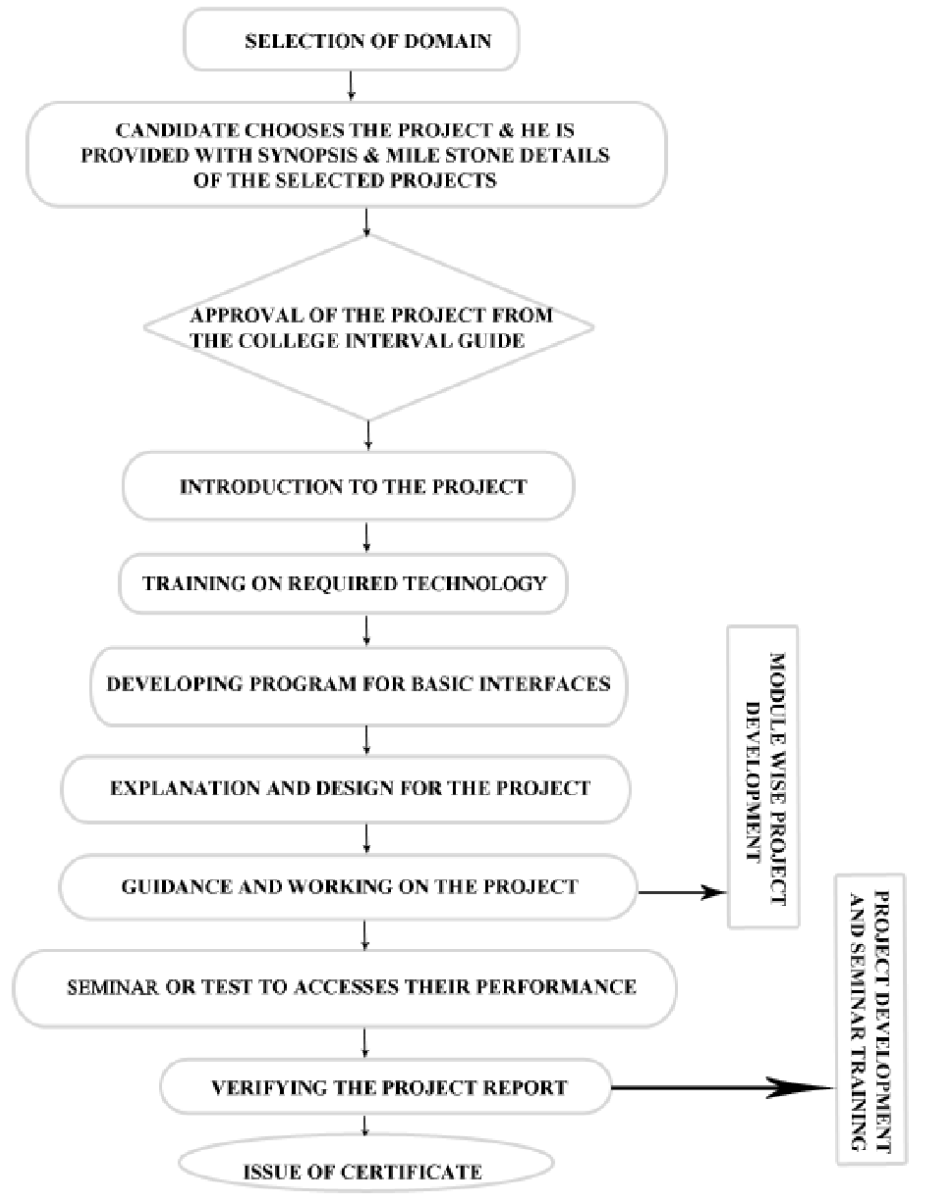 SELECTION OF DOMAIN
CANDIDATE CHOOSES THE PROJECT & HE IS
PROVIDED WITH SYNOPSIS & MILE STONE DETAILS
OF THE SELECTED PROJECTS
APPROVAL OF THE PROJECT FROM
THE COLLEGE INTERVAL GUIDE
INTRODUCTION TO THE PROJECT
TRAINING ON REQUIRED TECHNOLOGY
DEVELOPING PROGRAM FOR BASIC INTERFACES
EXPLANATION AND DESIGN FOR THE PROJECT
GUIDANCE AND WORKING ON THE PROJECT
MODULE WISE PROJECT
DEVELOPMENT
SEMINAR OR TEST TO ACCESSES THEIR PERFORMANCE
VERIFYING THE PROJECT REPORT
PROJECT DEVELOPMENT
AND SEMINAR TRAINING
ISSUE OF CERTIFICATE